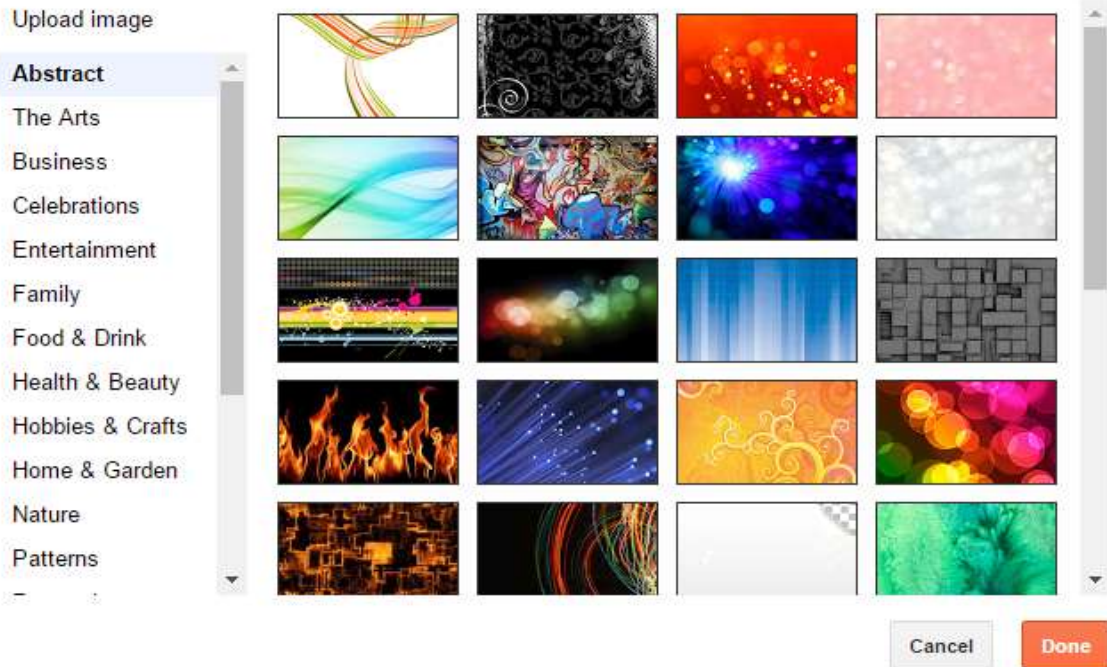 Upload image
Abstract
The Arts
Business
Celebrations
Entertainment
Family
Food & Drink
Health & Beauty
Hobbies & Crafts
Home & Garden
Nature
Patterns
Cancel
Done